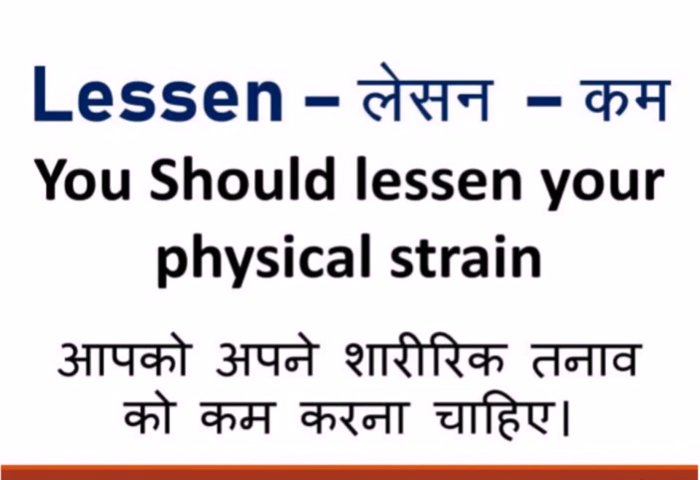 Lessen – लेसन – कम
You Should lessen your
physical strain
आपको अपने शारीरिक तनाव
को कम करना चाहिए।